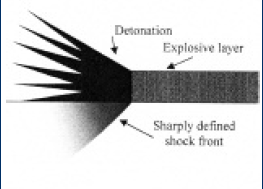 Detonation
Explosive layer
Sharply defined
shock front